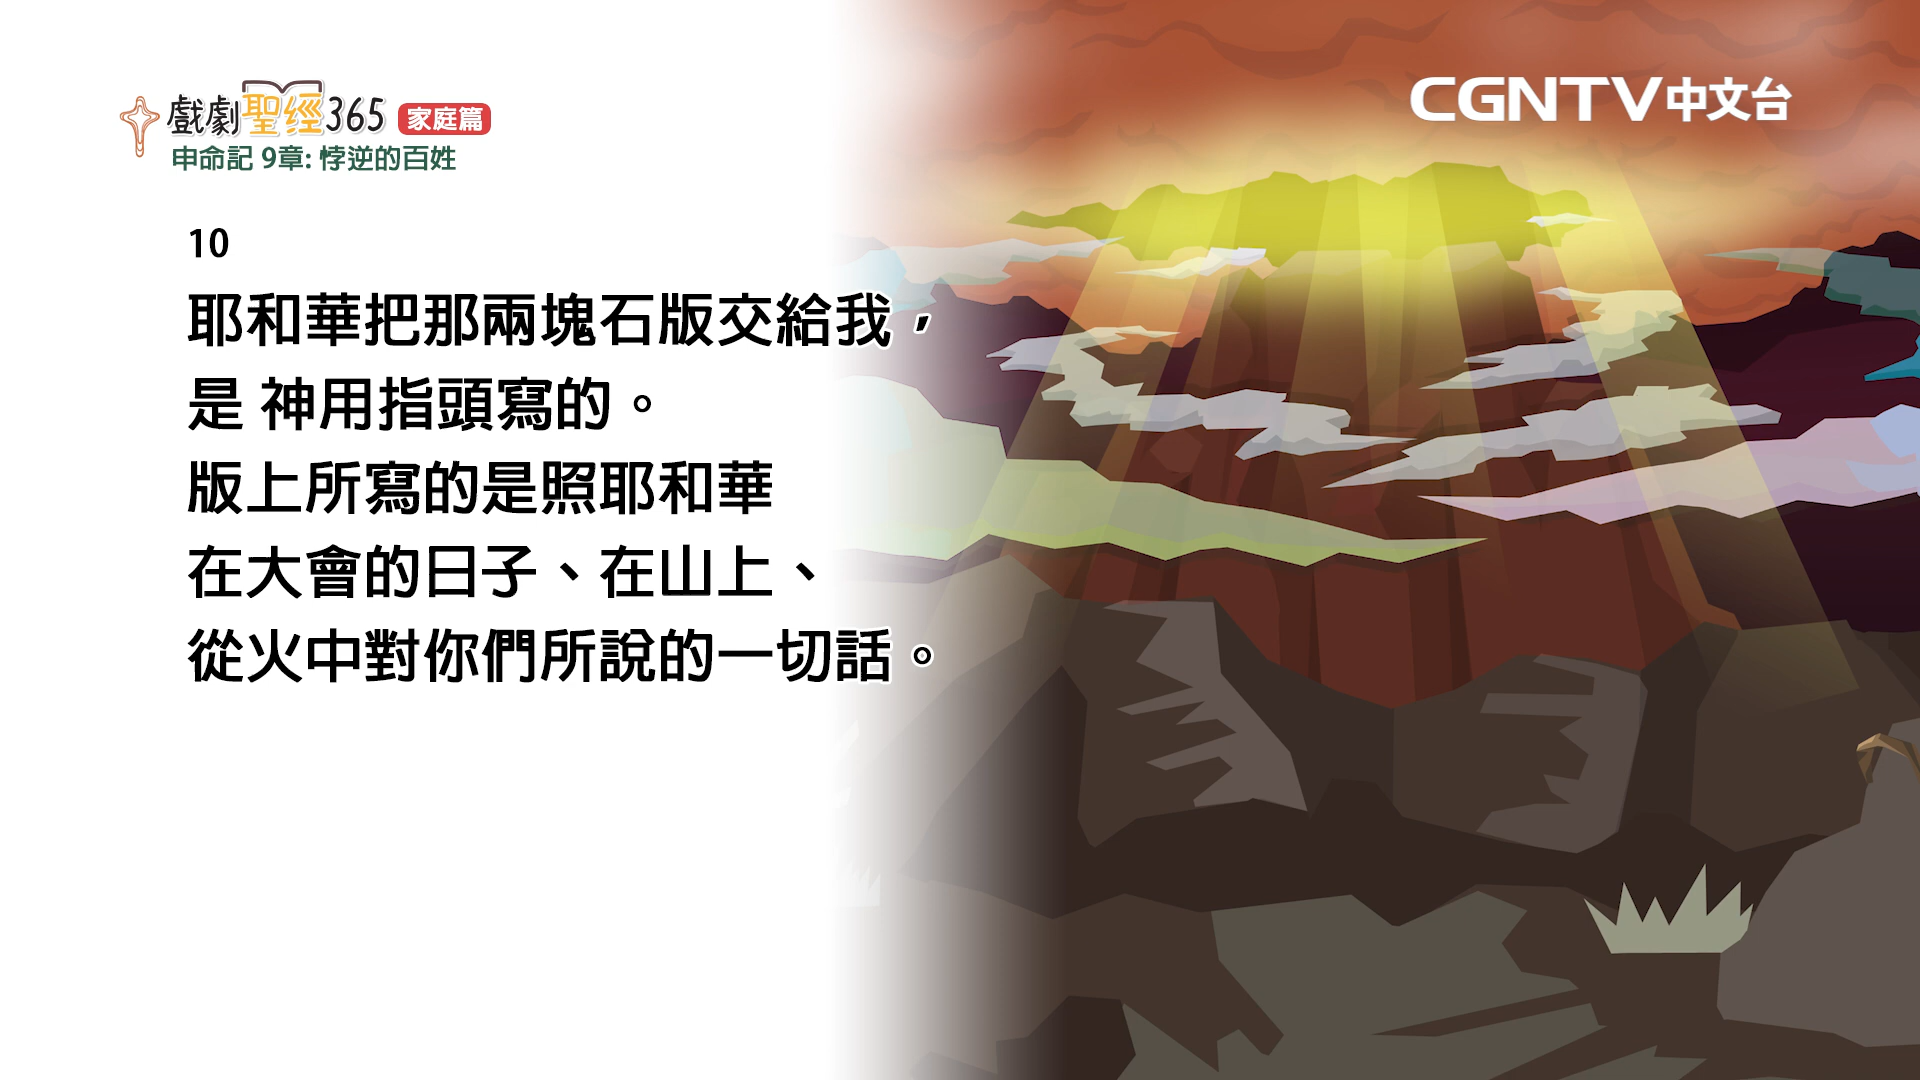 戲劇聖經365 家庭篇
CGNTV中文台
申命記 9章: 悖逆的百姓
10
耶和華把那兩塊石版交給我，
是 神用指頭寫的。
版上所寫的是照耶和華
在大會的日子、在山上、
從火中對你們所說的一切話。